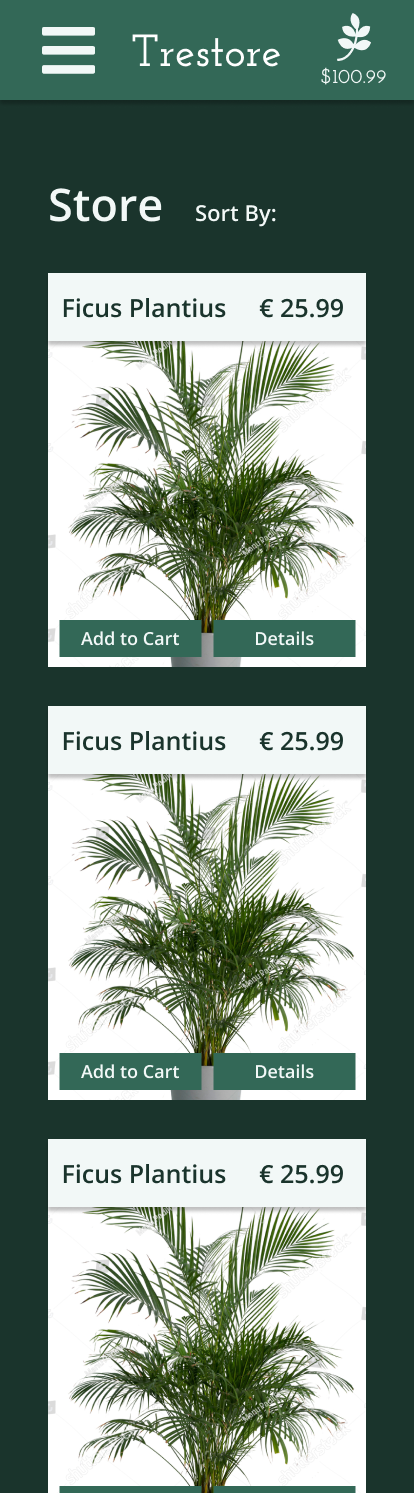 Trestore
$100.99
Store Sort By:
Ficus Plantius € 25.99
Add to Cart Details
Ficus Plantius € 25.99
Add to Cart Details
Ficus Plantius € 25.99